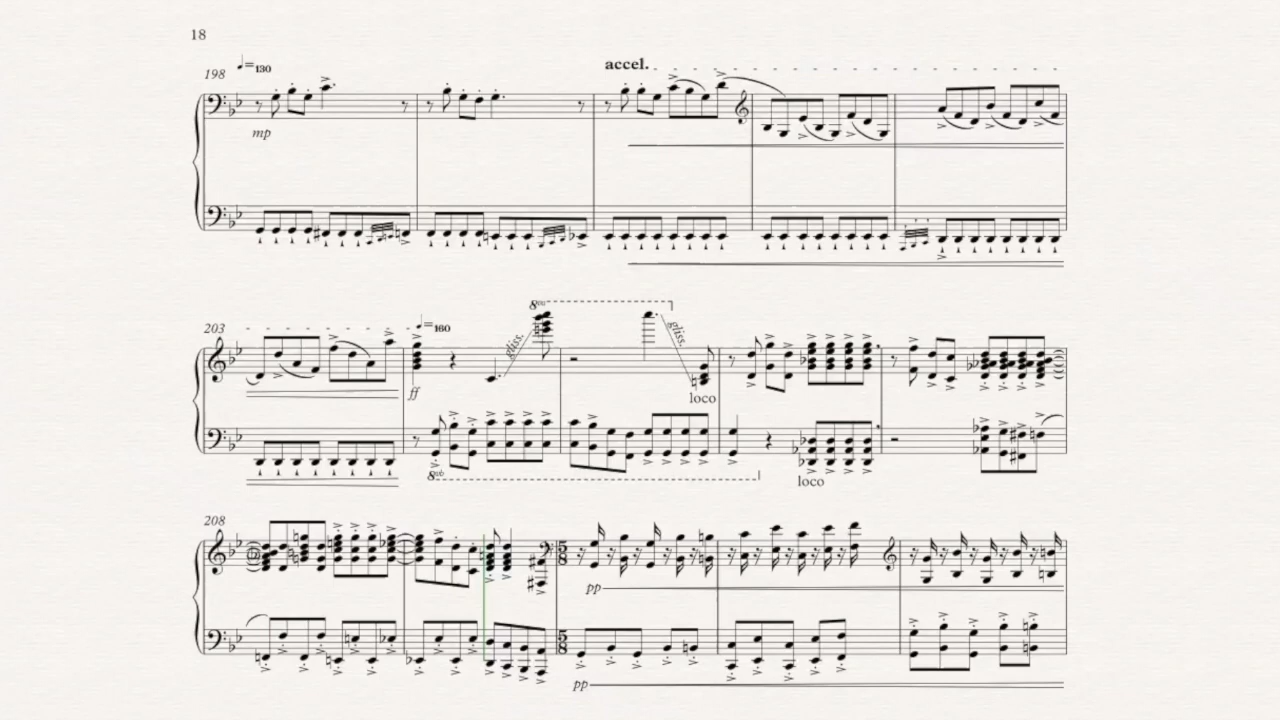 18
198 ♩=130 accel.
mp
203 ♩=160 8va
gliss. gliss.
ff loco
8vb loco
208
5/8
pp
5/8
pp